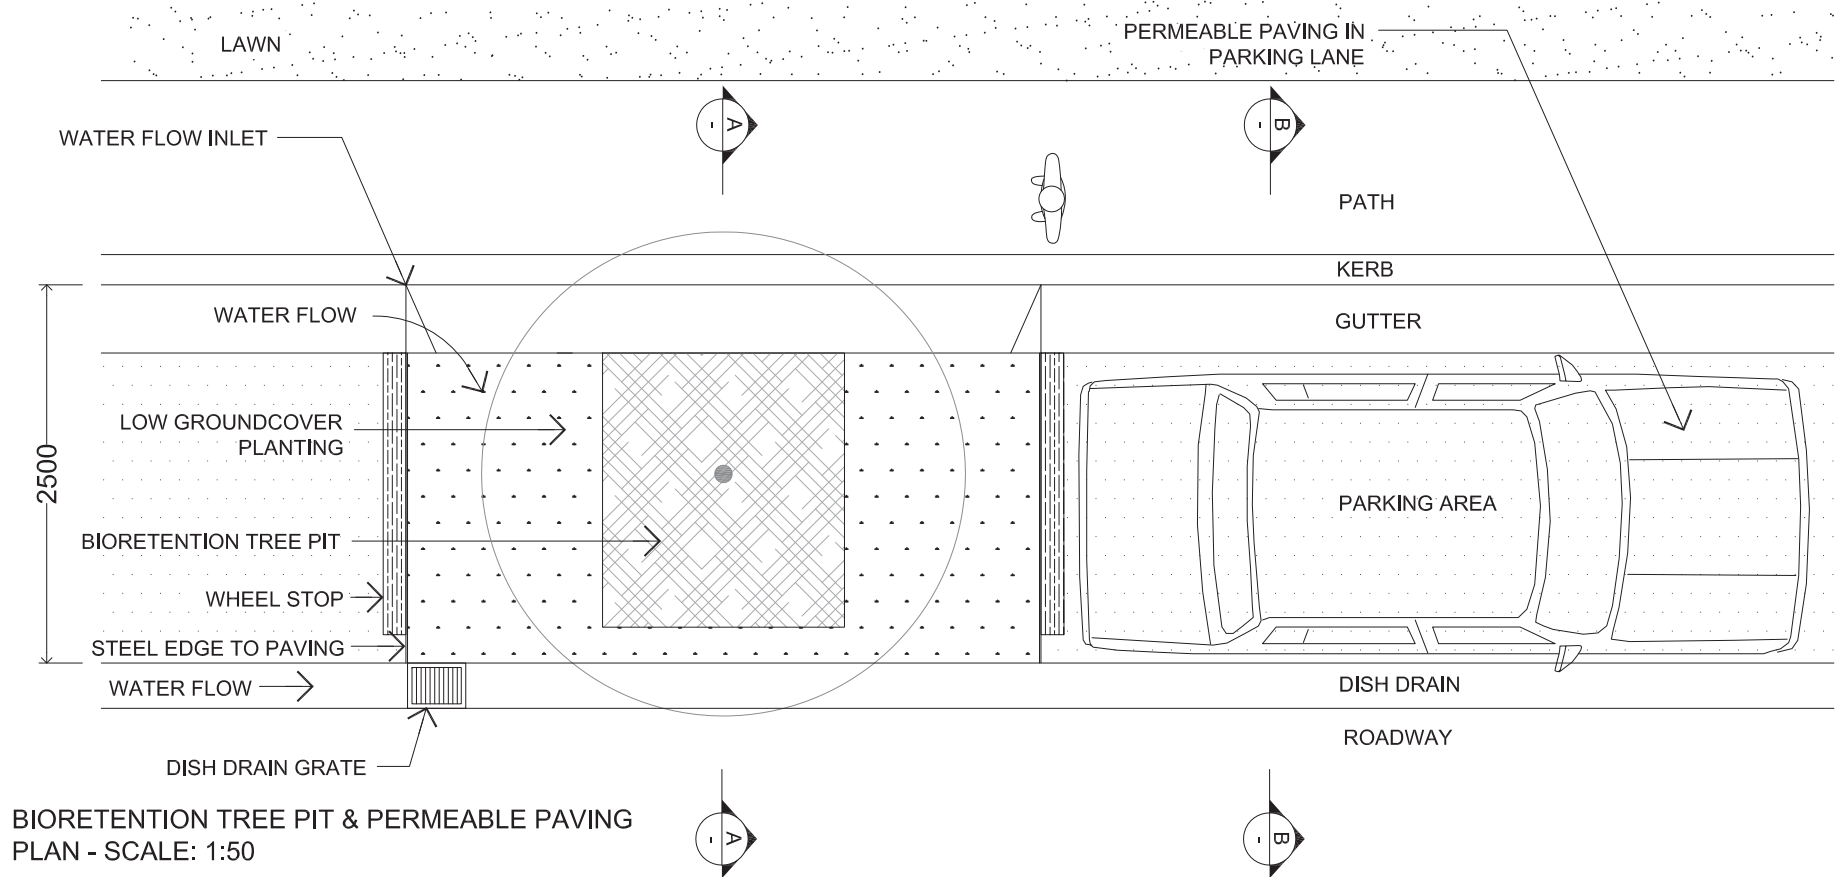 LAWN
PERMEABLE PAVING IN
PARKING LANE
A
-
B
-
WATER FLOW INLET
PATH
KERB
WATER FLOW
GUTTER
LOW GROUNDCOVER
PLANTING
2500
PARKING AREA
BIORETENTION TREE PIT
WHEEL STOP
STEEL EDGE TO PAVING
WATER FLOW
DISH DRAIN
ROADWAY
DISH DRAIN GRATE
BIORETENTION TREE PIT & PERMEABLE PAVING
PLAN - SCALE: 1:50
A
-
B
-